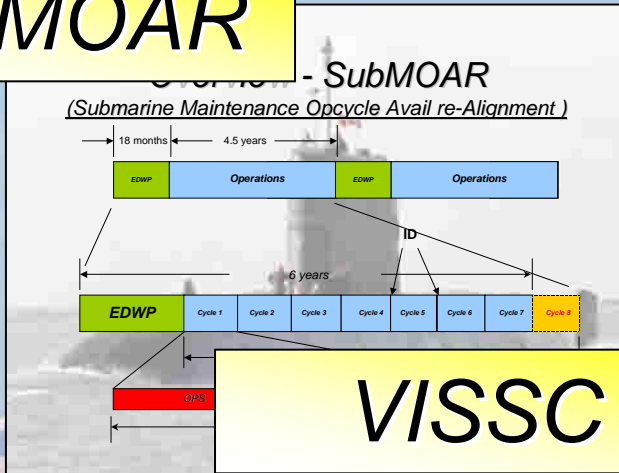 MOAR
Overview - SubMOAR
(Submarine Maintenance Opcycle Avail re-Alignment )
18 months 4.5 years
EDWP Operations EDWP Operations
ID
6 years
EDWP Cycle 1 Cycle 2 Cycle 3 Cycle 4 Cycle 5 Cycle 6 Cycle 7 Cycle 8
OPS
VISSC